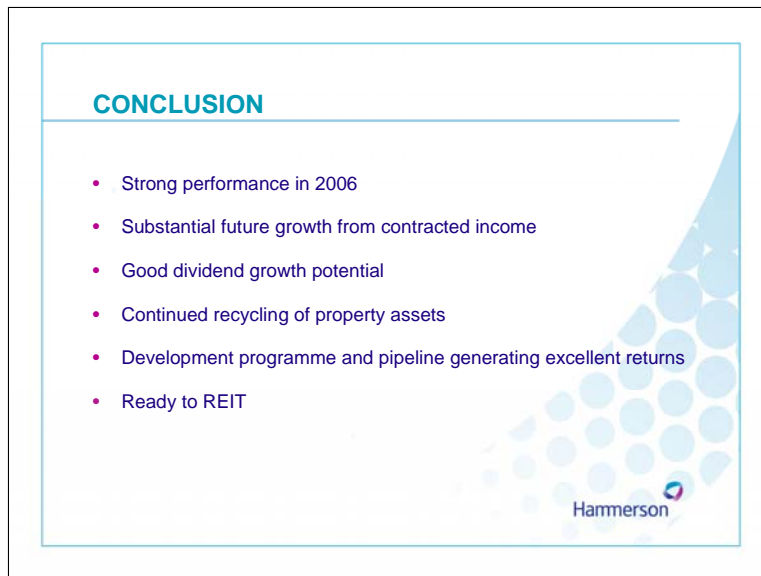 CONCLUSION
• Strong performance in 2006
• Substantial future growth from contracted income
• Good dividend growth potential
• Continued recycling of property assets
• Development programme and pipeline generating excellent returns
• Ready to REIT
Hammerson